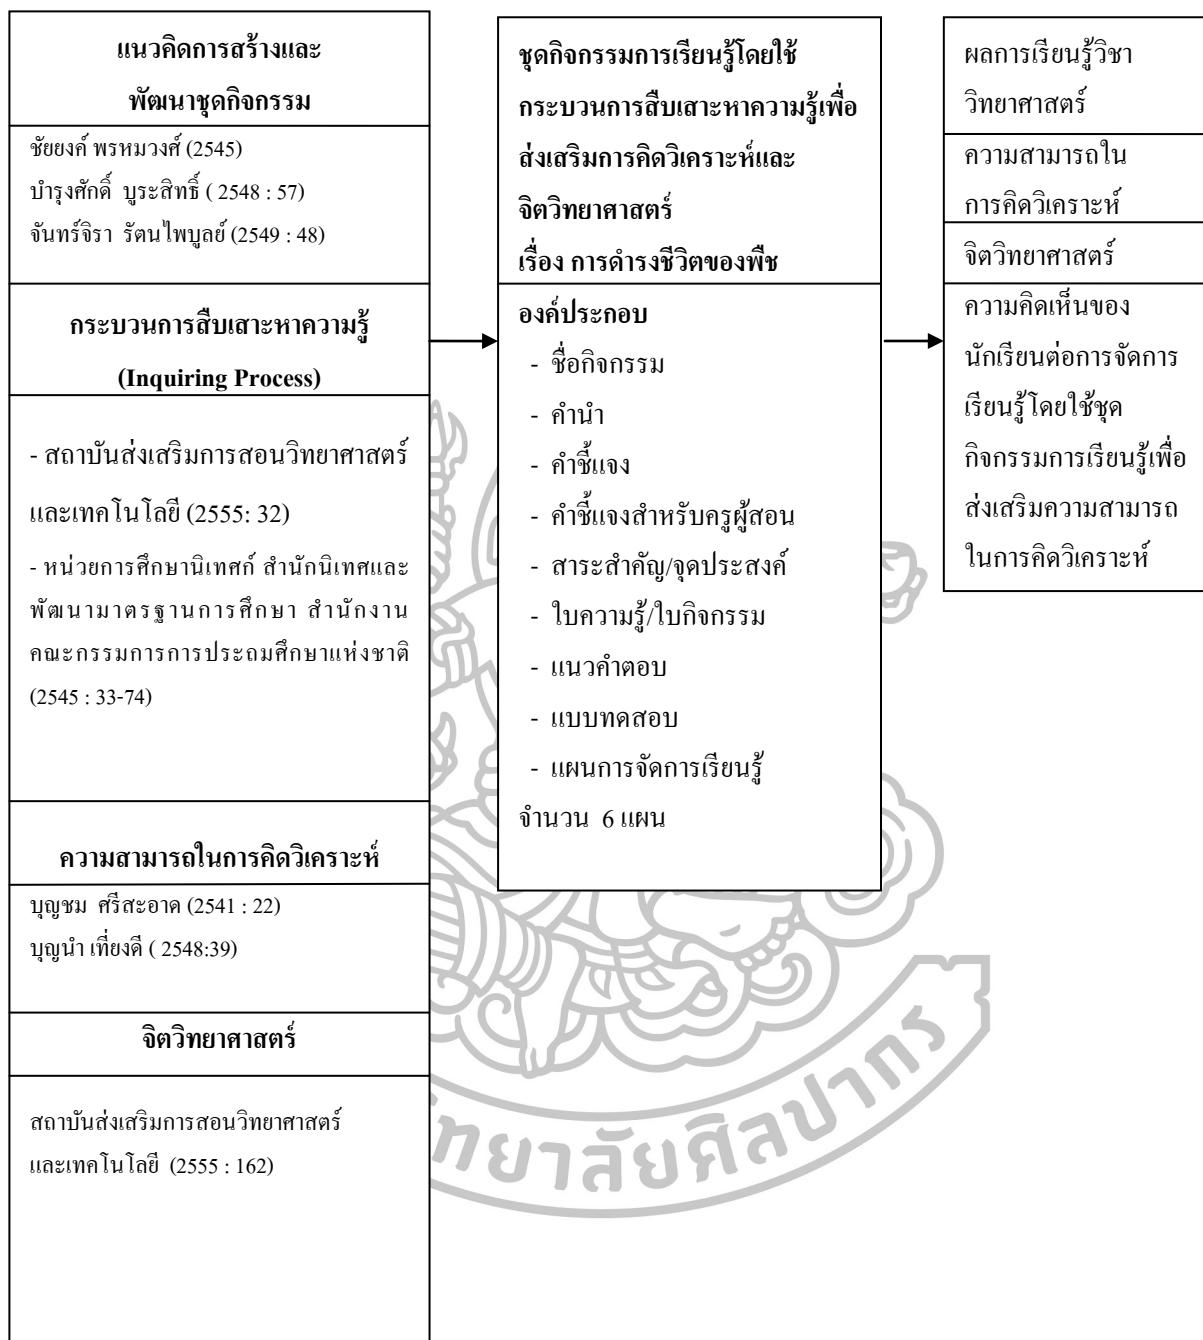 แนวคิดการสร้างและ
พัฒนาชุดกิจกรรม
ชัยยงค์ พรหมวงศ์ (2545)
บำรุงศักดิ์ บูระสิทธิ์ ( 2548 : 57)
จันทร์จิรา รัตนไพบูลย์ (2549 : 48)
กระบวนการสืบเสาะหาความรู้
(Inquiring Process)
- สถาบันส่งเสริมการสอนวิทยาศาสตร์
และเทคโนโลยี (2555: 32)
- หน่วยการศึกษานิเทศก์ สำนักนิเทศและ
พัฒนามาตรฐานการศึกษา สำนักงาน
คณะกรรมการการประถมศึกษาแห่งชาติ
(2545 : 33-74)
ความสามารถในการคิดวิเคราะห์
บุญชม ศรีสะอาด (2541 : 22)
บุญนำ เที่ยงดี ( 2548:39)
จิตวิทยาศาสตร์
สถาบันส่งเสริมการสอนวิทยาศาสตร์
และเทคโนโลยี (2555 : 162)
ชุดกิจกรรมการเรียนรู้โดยใช้
กระบวนการสืบเสาะหาความรู้เพื่อ
ส่งเสริมการคิดวิเคราะห์และ
จิตวิทยาศาสตร์
เรื่อง การดำรงชีวิตของพืช
องค์ประกอบ
- ชื่อกิจกรรม
- คำนำ
- คำชี้แจง
- คำชี้แจงสำหรับครูผู้สอน
- สาระสำคัญ/จุดประสงค์
- ใบความรู้/ใบกิจกรรม
- แนวคำตอบ
- แบบทดสอบ
- แผนการจัดการเรียนรู้
จำนวน 6 แผน
ผลการเรียนรู้วิชา
วิทยาศาสตร์
ความสามารถใน
การคิดวิเคราะห์
จิตวิทยาศาสตร์
ความคิดเห็นของ
นักเรียนต่อการจัดการ
เรียนรู้โดยใช้ชุด
กิจกรรมการเรียนรู้เพื่อ
ส่งเสริมความสามารถ
ในการคิดวิเคราะห์
ทยาลัยศิลปากร